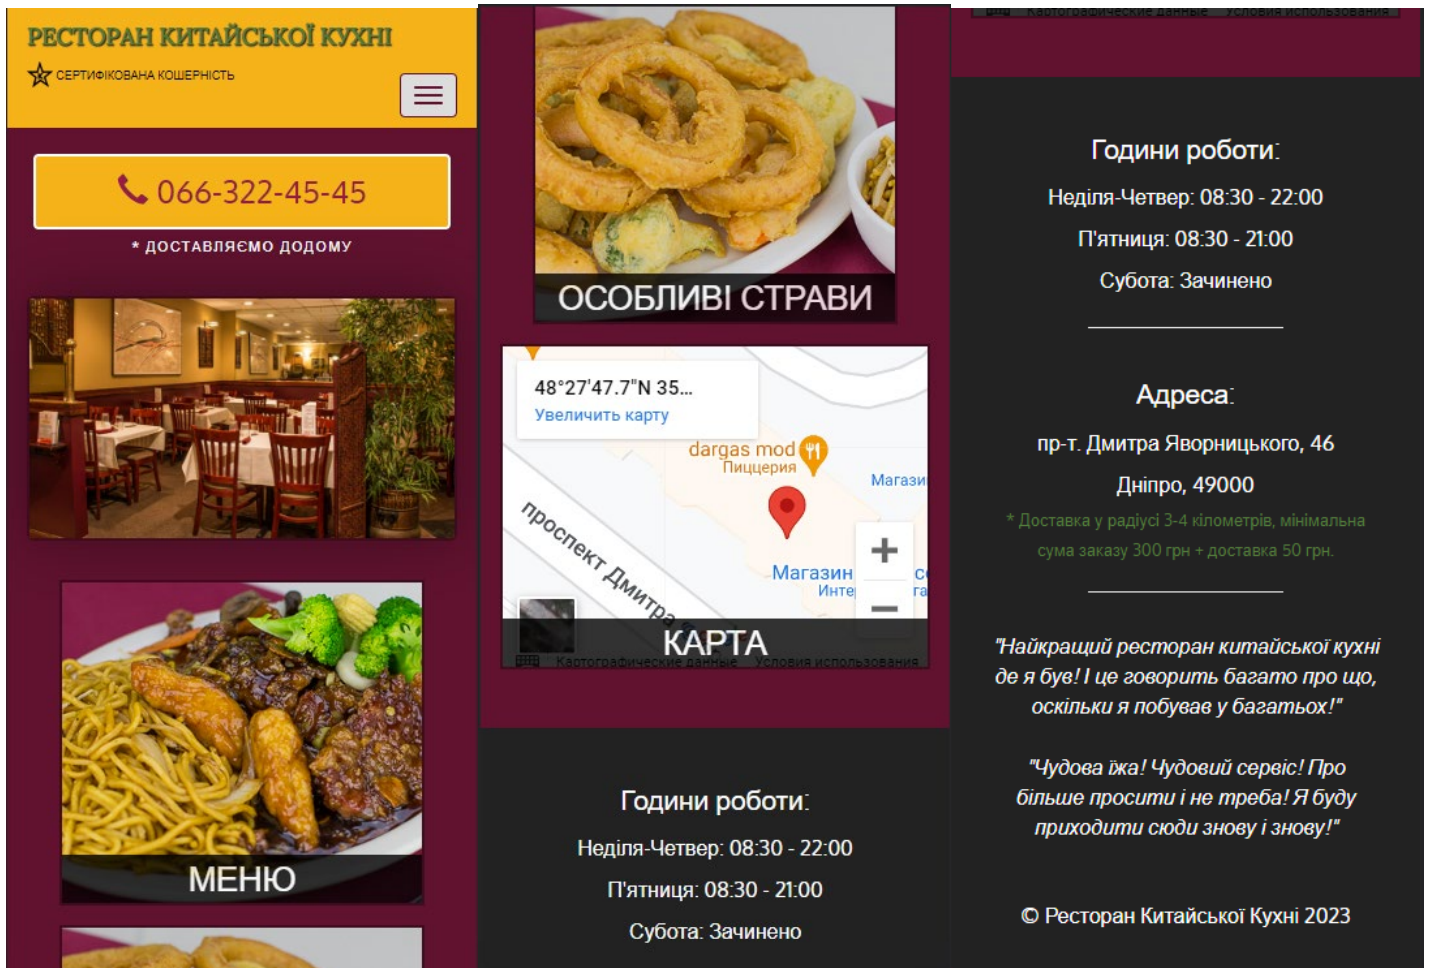 РЕСТОРАН КИТАЙСЬКОЇ КУХНІ
СЕРТИФІКОВАНА КОШЕРНІСТЬ
066-322-45-45
* ДОСТАВЛЯЄМО ДОДОМУ
МЕНЮ
ОСОБЛИВІ СТРАВИ
48°27'47.7"N 35...
Увеличить карту
dargas mod
Пиццерия
Магази
проспект Дмитра
Магазин
Инте
КАРТА
Картографические данные Условия использования
Години роботи:
Неділя-Четвер: 08:30 - 22:00
П'ятниця: 08:30 - 21:00
Субота: Зачинено
Картографические данные Условия использования
Години роботи:
Неділя-Четвер: 08:30 - 22:00
П'ятниця: 08:30 - 21:00
Субота: Зачинено
Адреса:
пр-т. Дмитра Яворницького, 46
Дніпро, 49000
* Доставка у радіусі 3-4 кілометрів, мінімальна
сума заказу 300 грн + доставка 50 грн.
"Найкращий ресторан китайської кухні
де я був! І це говорить багато про що,
оскільки я побував у багатьох!"
"Чудова їжа! Чудовий сервіс! Про
більше просити і не треба! Я буду
приходити сюди знову і знову!"
© Ресторан Китайської Кухні 2023